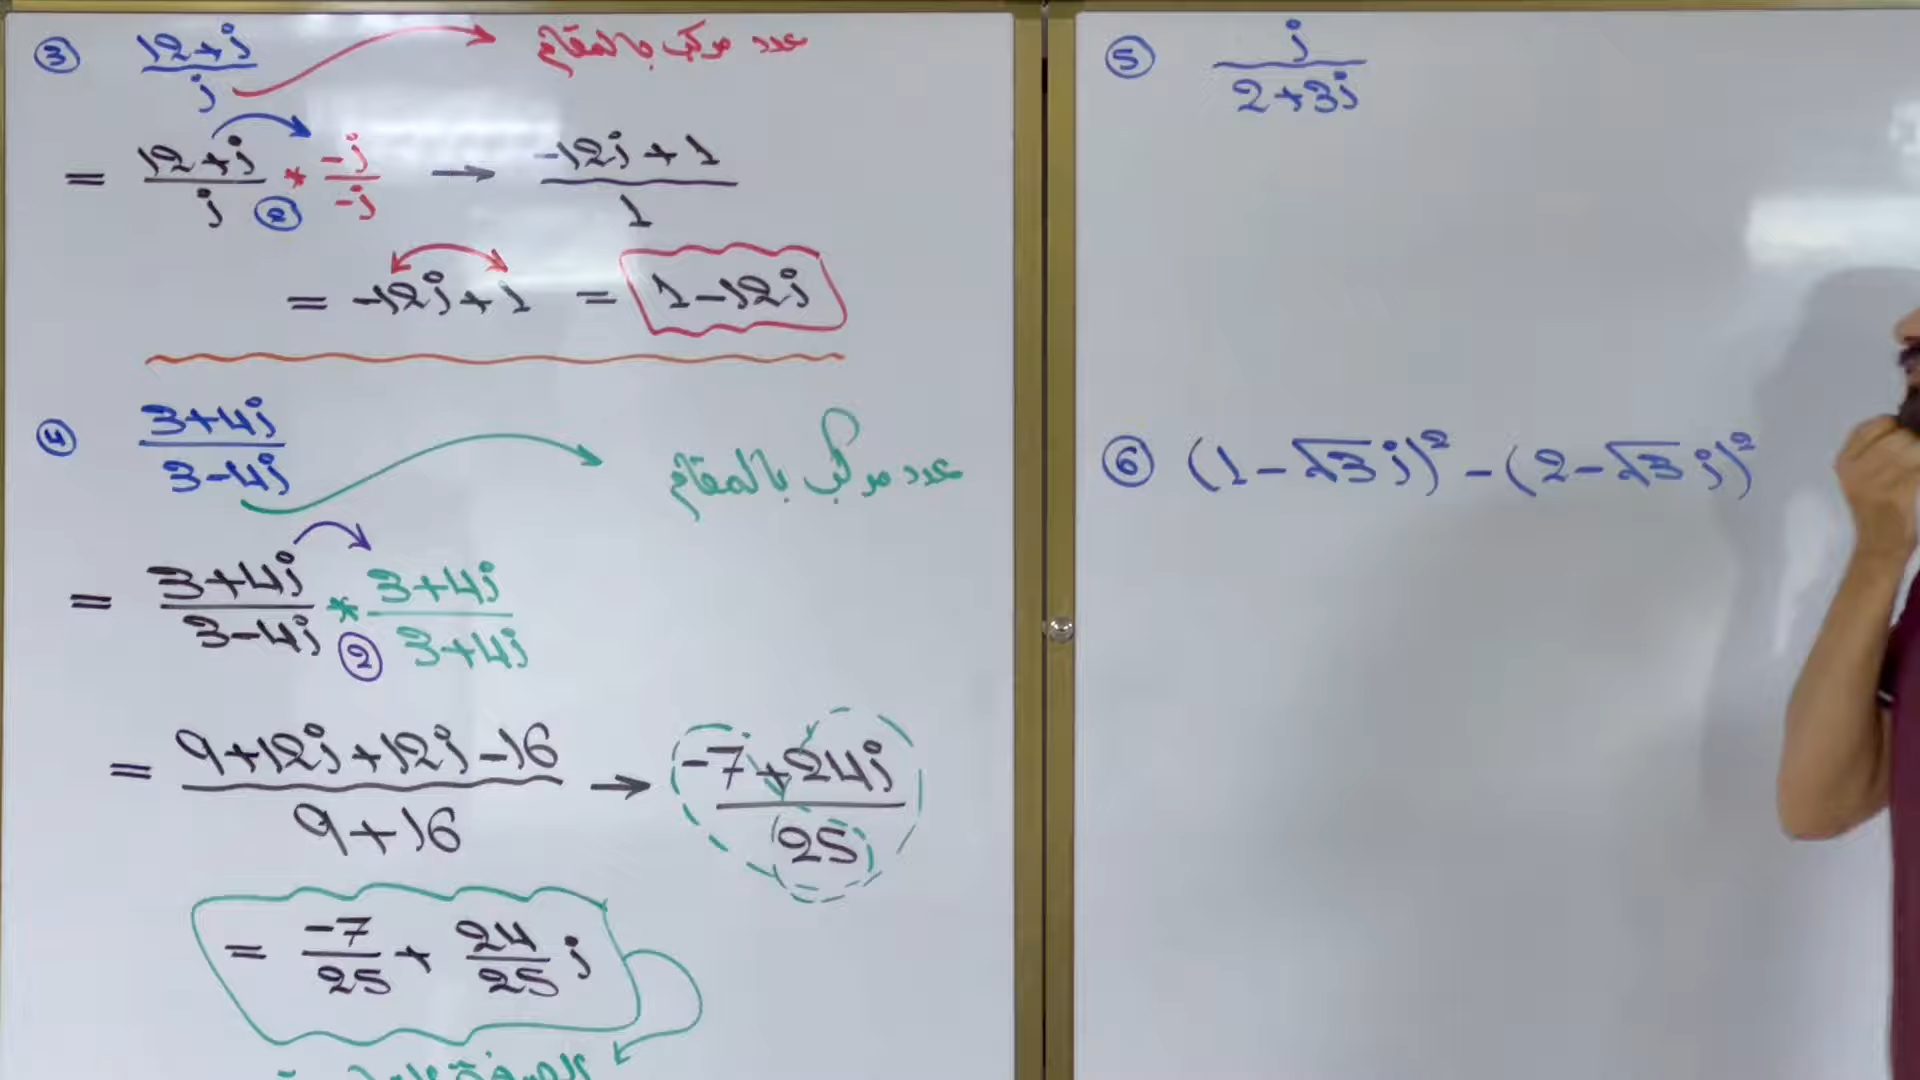 ③ (12+i)/i → عدد مركب بالمقام
= (12+i)/i * (-i)/(-i) → (-12i+1)/1
②
= -12i+1 = 1-12i
④ (3+4i)/(3-4i) → عدد مركب بالمقام
= (3+4i)/(3-4i) * (3+4i)/(3+4i)
②
= (9+12i+12i-16)/(9+16) → (-7+24i)/25
= -7/25 + 24/25 i
⑤ i/(2+3i)
⑥ (1-√3 i)² - (2-√3 i)²